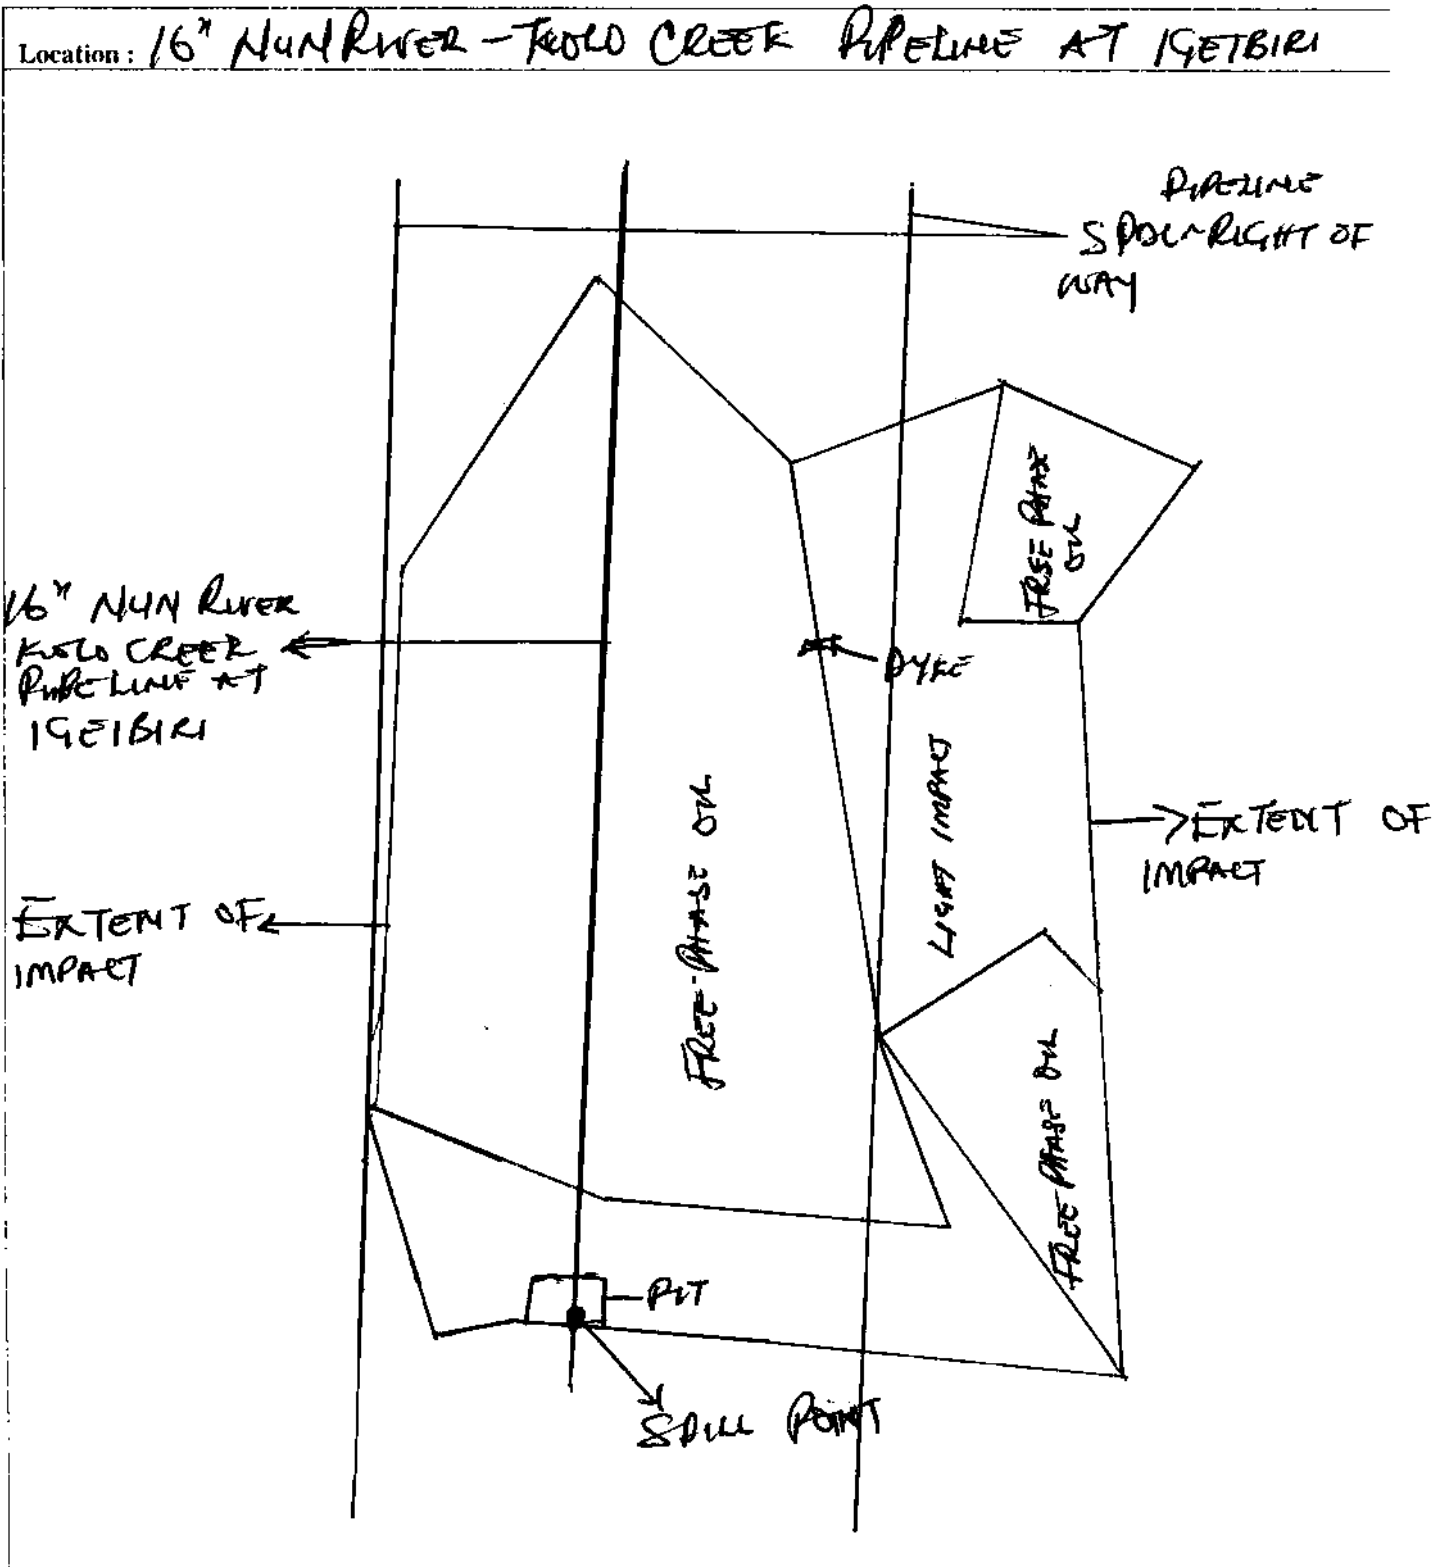 Location : 16" NUN RIVER - KOLO CREEK PIPELINE AT IGETBIRI
PIPELINE
SPDC RIGHT OF
WAY
FREE PHASE
OIL
16" NUN RIVER
KOLO CREEK
PIPELINE AT
IGEIBIRI
DYKE
LIGHT IMPACT
FREE PHASE OIL
EXTENT OF
IMPACT
EXTENT OF
IMPACT
FREE PHASE OIL
PIT
SPILL POINT